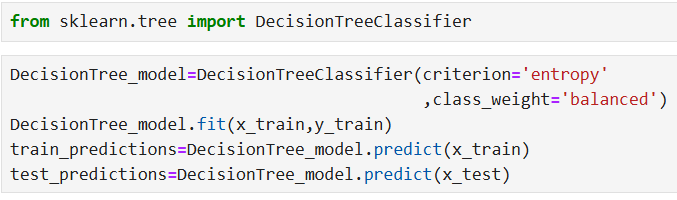 from sklearn.tree import DecisionTreeClassifier
DecisionTree_model=DecisionTreeClassifier(criterion='entropy'
,class_weight='balanced')
DecisionTree_model.fit(x_train,y_train)
train_predictions=DecisionTree_model.predict(x_train)
test_predictions=DecisionTree_model.predict(x_test)